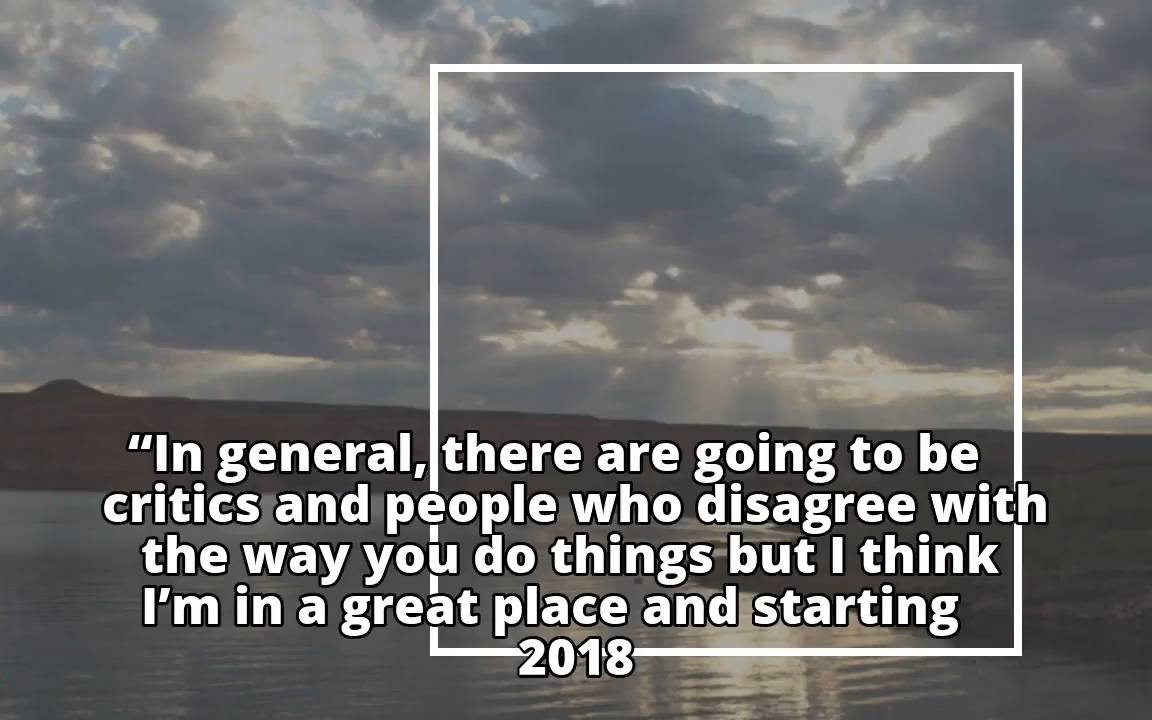 “In general, there are going to be
critics and people who disagree with
the way you do things but I think
I’m in a great place and starting
2018